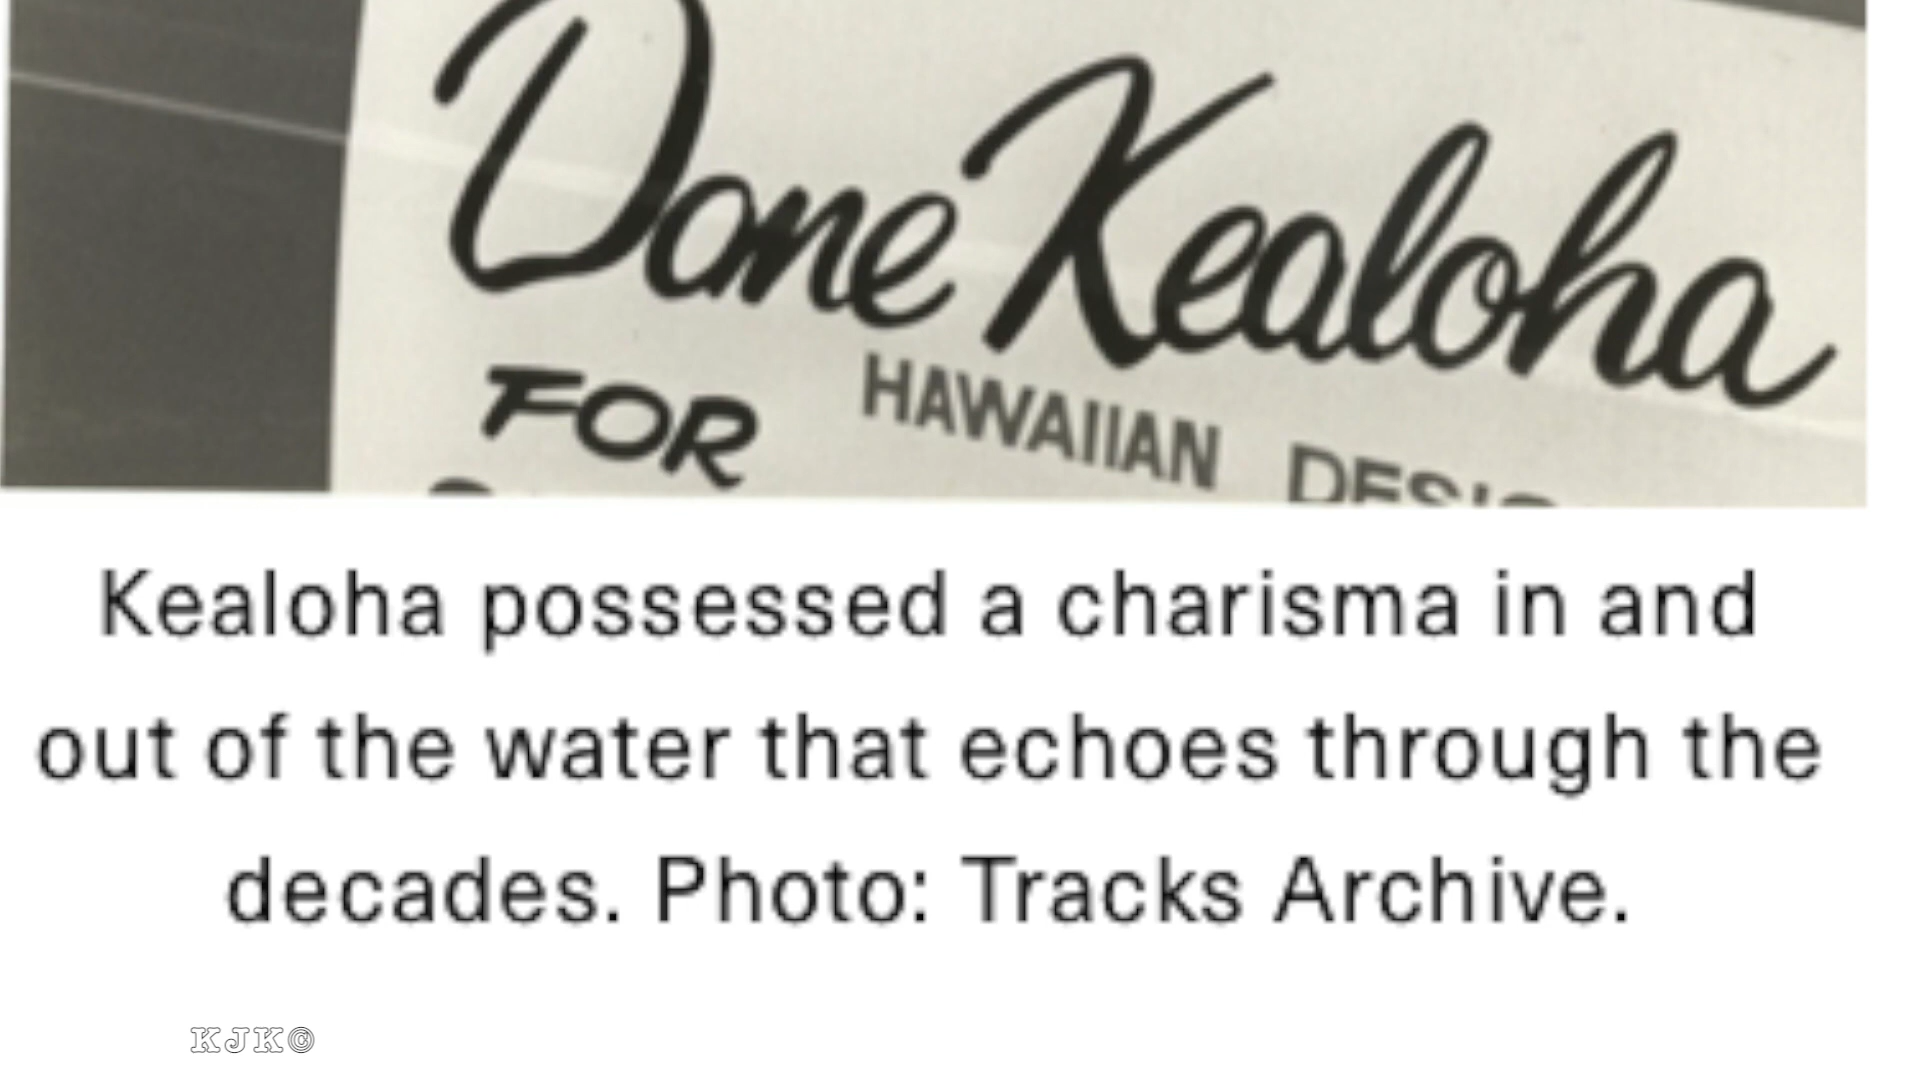 Dane Kealoha
FOR HAWAIIAN
Kealoha possessed a charisma in and
out of the water that echoes through the
decades. Photo: Tracks Archive.
KJK©